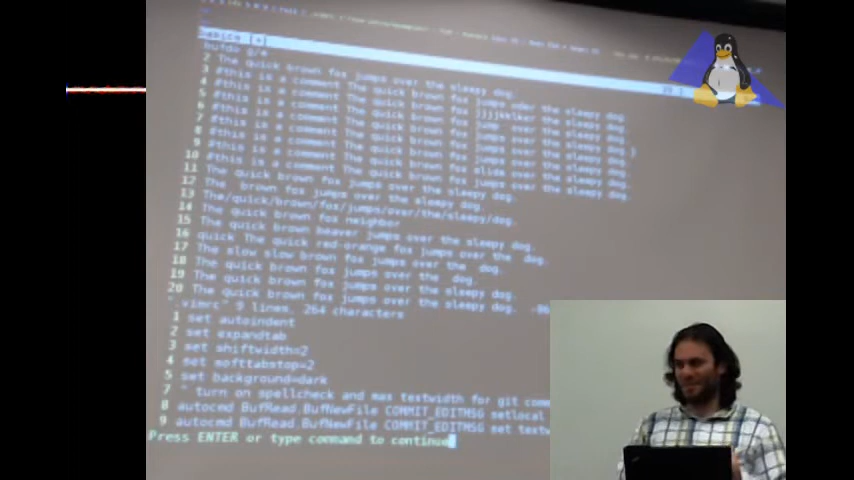 basics [+]
bufdo g/e
2 The quick brown fox jumps over the sleepy dog.
3 #this is a comment The quick brown fox jumps oder the sleepy dog.
4 #this is a comment The quick brown fox jjjjkklker the sleepy dog.
5 #this is a comment The quick brown fox jump over the sleepy dog.
6 #this is a comment The quick brown fox jumps over the sleepy dog.}
7 #this is a comment The quick brown fox jumps over the sleepy dog.
8 #this is a comment The quick brown fox jumps over the sleepy dog.
9 #this is a comment The quick brown fox slide over the sleepy dog.
10 #this is a comment The quick brown fox jumps over the sleepy dog.
11 The quick brown fox jumps over the sleepy dog.
12 The brown fox jumps over the sleepy dog.
13 The/quick/brown/fox/jumps/over/the/sleepy/dog.
14 The quick brown fox neighbor
15 The quick brown beaver jumps over the sleepy dog.
16 quick The quick red-orange fox jumps over the dog.
17 The slow slow brown fox jumps over the dog.
18 The quick brown fox jumps over the dog.
19 The quick brown fox jumps over the sleepy dog.
20 The quick brown fox jumps over the sleepy dog.
".vimrc" 9 lines, 264 characters
1 set autoindent
2 set expandtab
3 set shiftwidth=2
4 set softtabstop=2
5 set background=dark
7 " turn on spellcheck and max textwidth for git comm
8 autocmd BufRead,BufNewFile COMMIT_EDITMSG setlocal
9 autocmd BufRead,BufNewFile COMMIT_EDITMSG set textw
Press ENTER or type command to continue